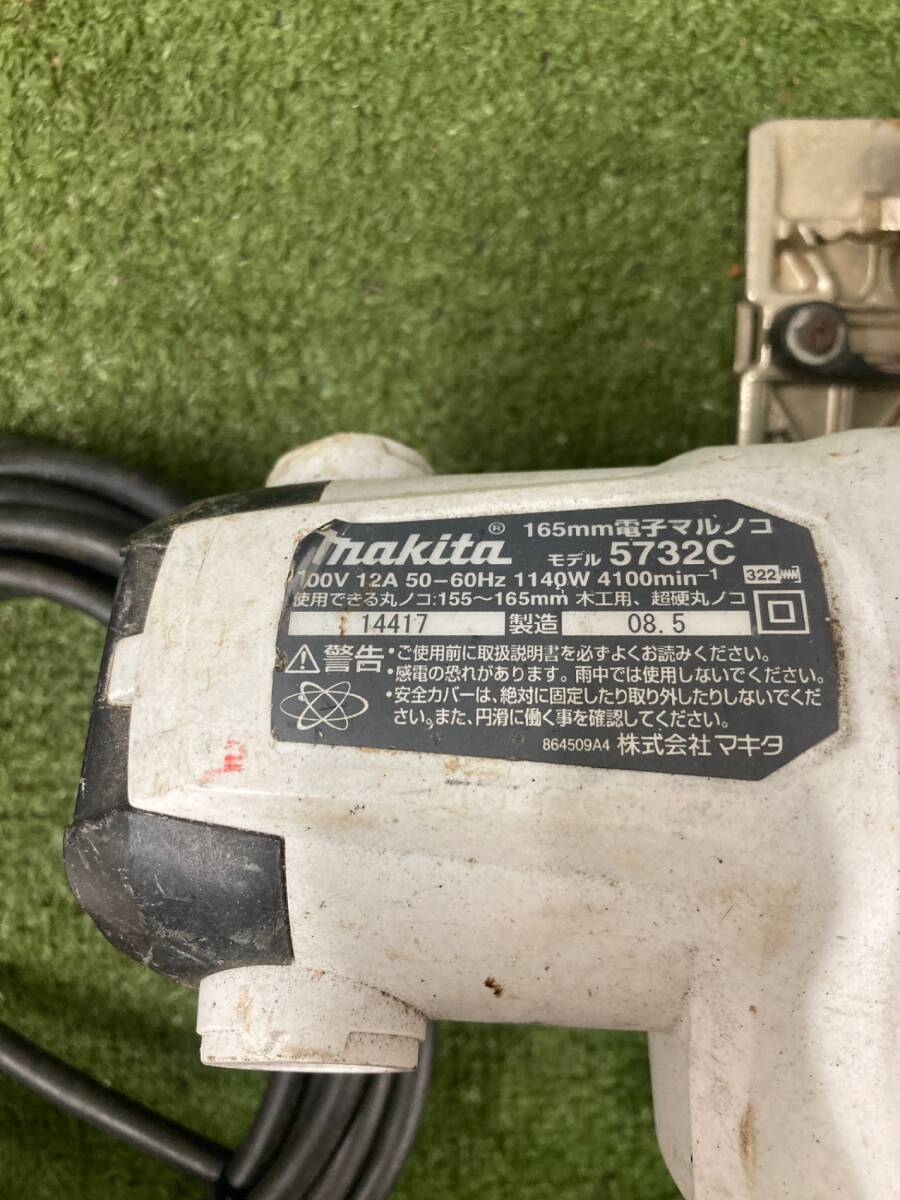 makita® 165mm電子マルノコ
モデル 5732C
100V 12A 50−60Hz 1140W 4100min⁻¹ 322
使用できる丸ノコ:155〜165mm 木工用、超硬丸ノコ
14417 製造 08.5
警告 •ご使用前に取扱説明書を必ずよくお読みください。
•感電の恐れがあります。雨中では使用しないでください。
•安全カバーは、絶対に固定したり取り外したりしないでくだ
さい。また、円滑に働く事を確認してください。
864509A4 株式会社マキタ